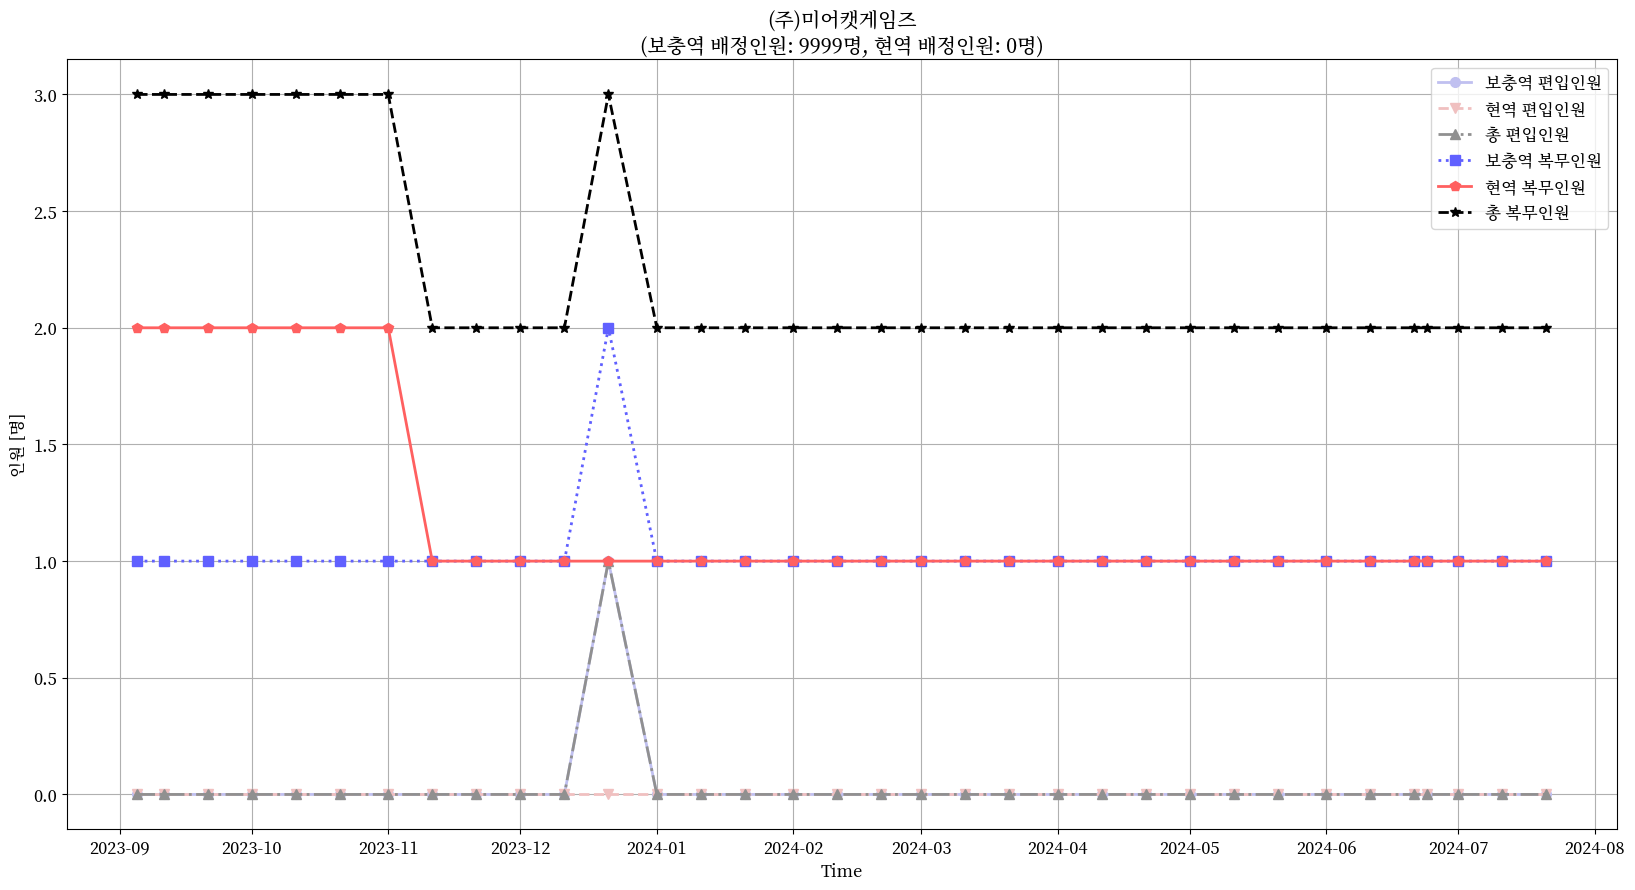 (주)미어캣게임즈
(보충역 배정인원: 9999명, 현역 배정인원: 0명)
보충역 편입인원
현역 편입인원
총 편입인원
보충역 복무인원
현역 복무인원
총 복무인원
인원 [명]
3.0
2.5
2.0
1.5
1.0
0.5
0.0
2023-09
2023-10
2023-11
2023-12
2024-01
2024-02
2024-03
2024-04
2024-05
2024-06
2024-07
2024-08
Time